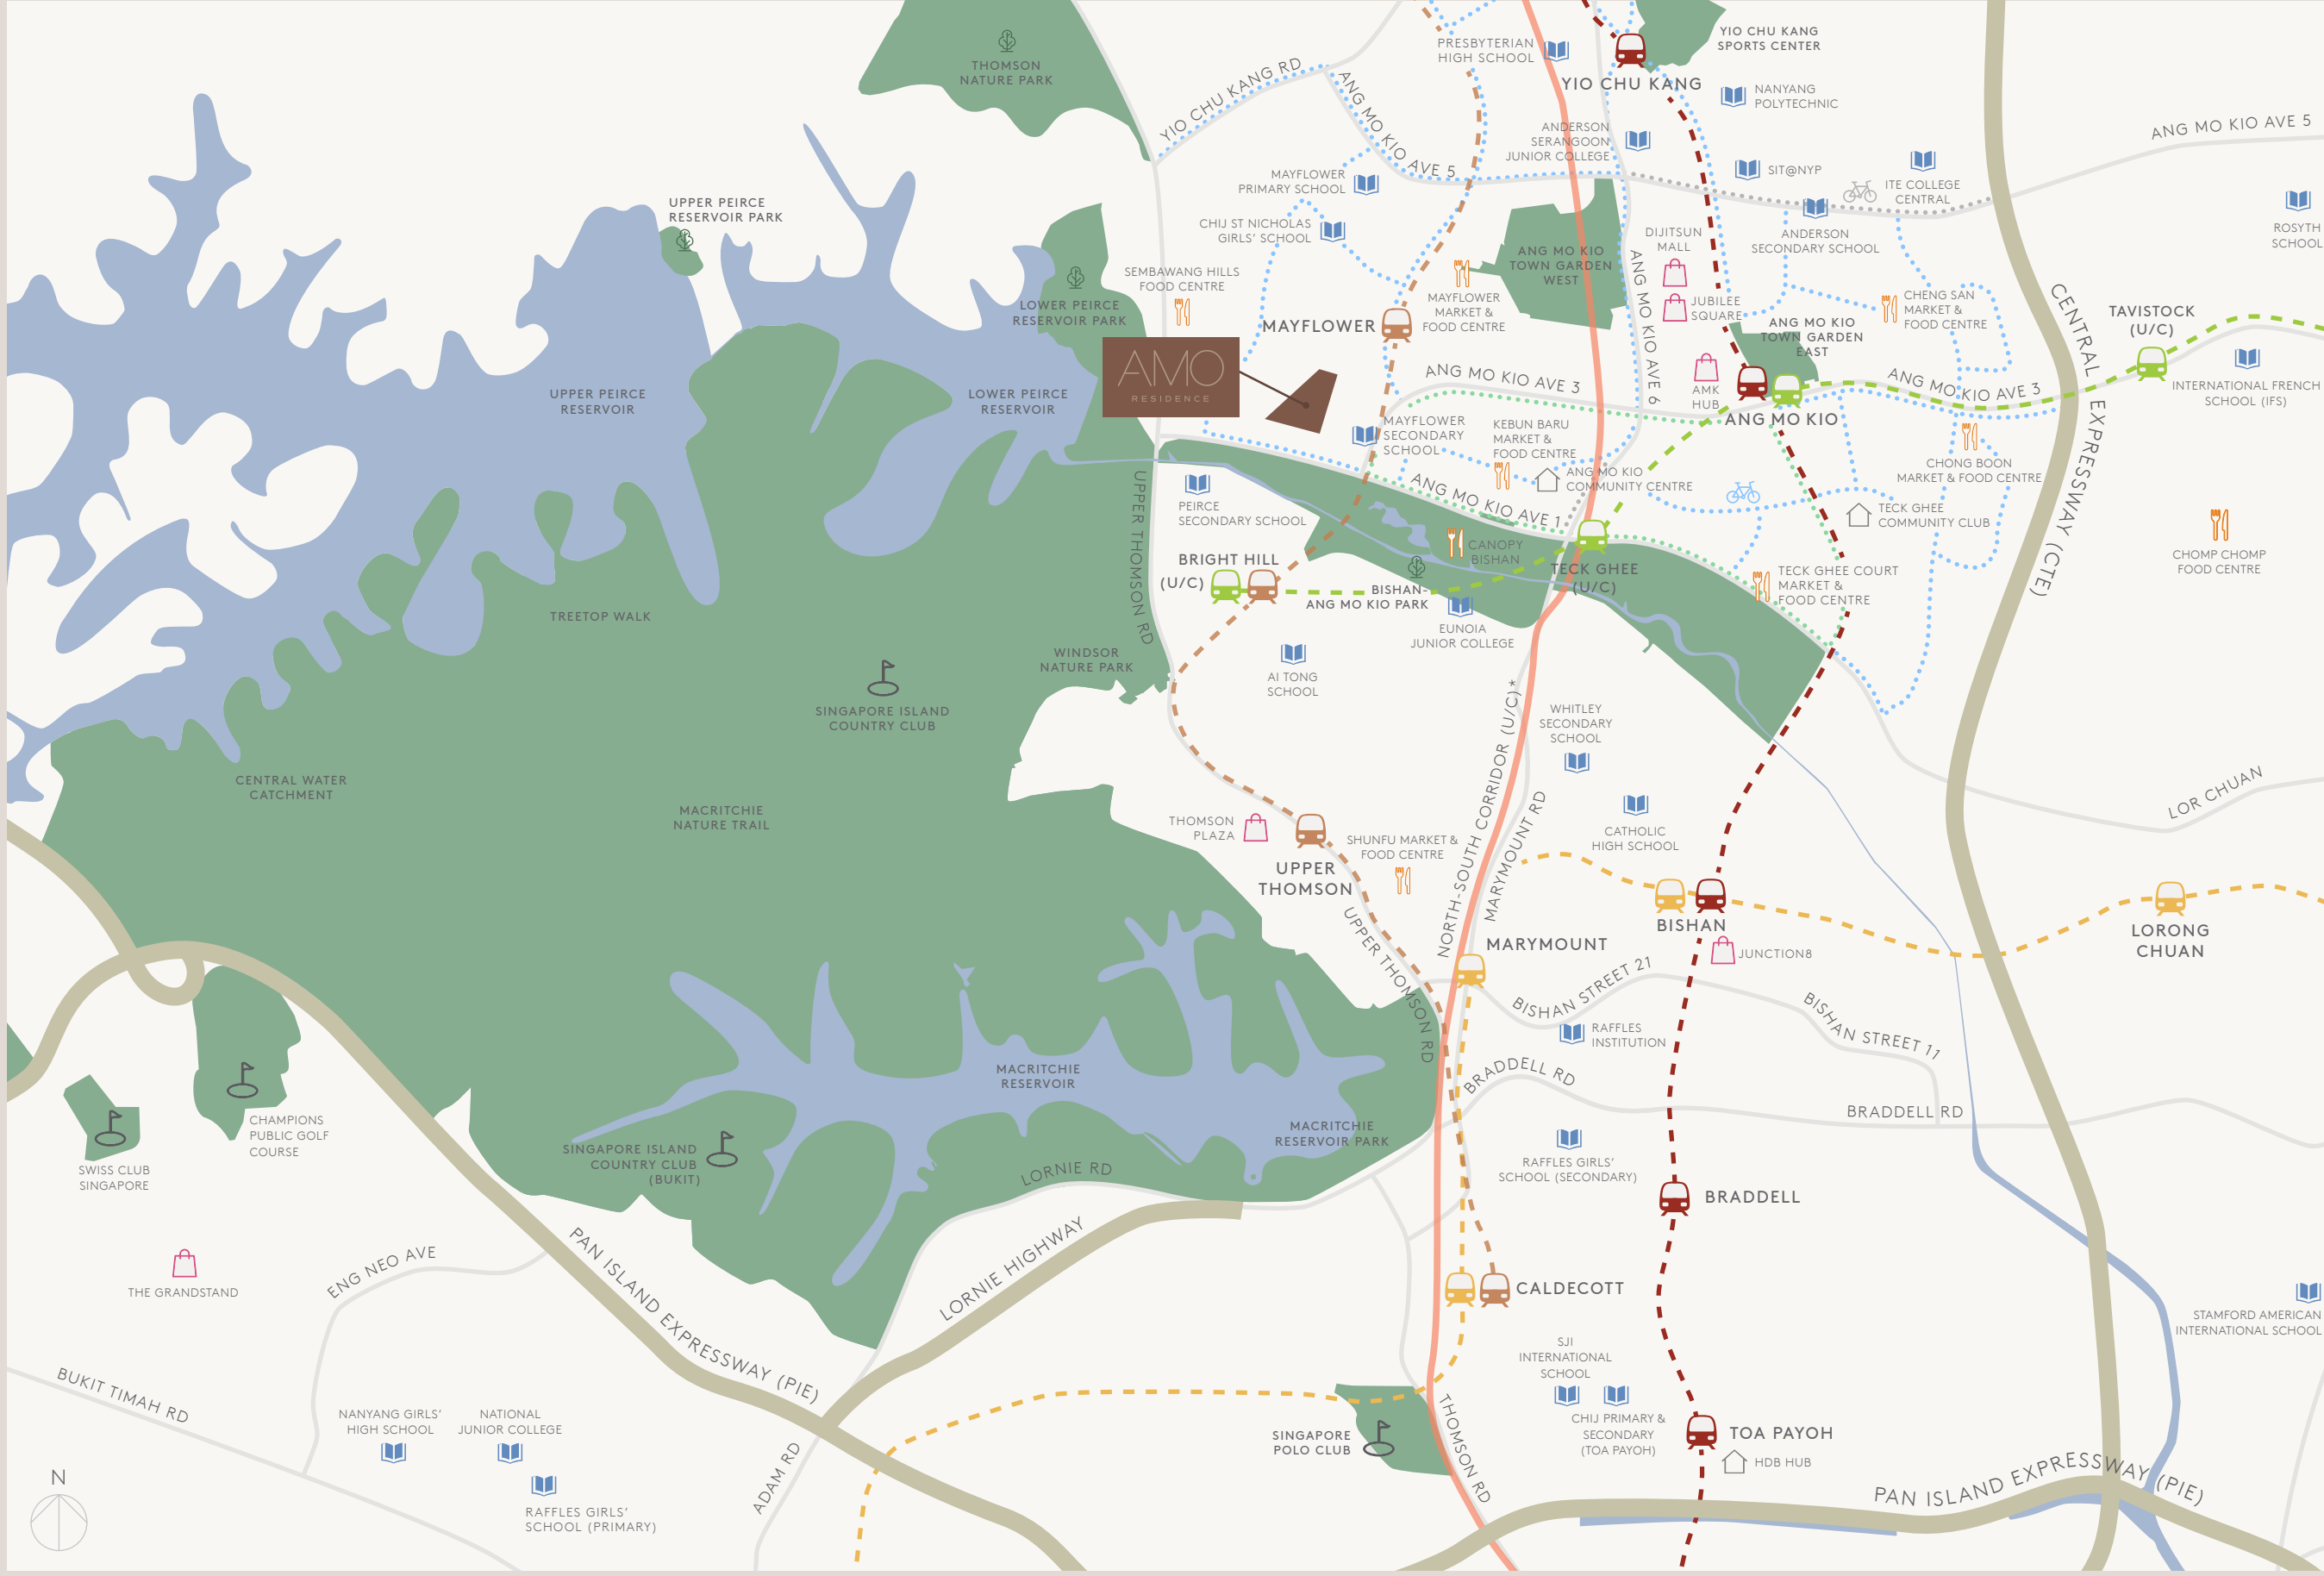 THOMSON
NATURE PARK
YIO CHU KANG RD
ANG MO KIO AVE 5
PRESBYTERIAN
HIGH SCHOOL
YIO CHU KANG
YIO CHU KANG
SPORTS CENTER
NANYANG
POLYTECHNIC
ANDERSON
SERANGOON
JUNIOR COLLEGE
SIT@NYP
ITE COLLEGE
CENTRAL
ANG MO KIO AVE 5
ROSYTH
SCHOOL
ANDERSON
SECONDARY SCHOOL
MAYFLOWER
PRIMARY SCHOOL
CHIJ ST NICHOLAS
GIRLS' SCHOOL
UPPER PEIRCE
RESERVOIR PARK
SEMBAWANG HILLS
FOOD CENTRE
LOWER PEIRCE
RESERVOIR PARK
MAYFLOWER
MAYFLOWER
MARKET &
FOOD CENTRE
ANG MO KIO
TOWN GARDEN
WEST
ANG MO KIO AVE 6
DIJITSUN
MALL
JUBILEE
SQUARE
ANG MO KIO
TOWN GARDEN
EAST
CHENG SAN
MARKET &
FOOD CENTRE
CENTRAL EXPRESSWAY (CTE)
TAVISTOCK
(U/C)
INTERNATIONAL FRENCH
SCHOOL (IFS)
AMO
RESIDENCE
UPPER PEIRCE
RESERVOIR
LOWER PEIRCE
RESERVOIR
ANG MO KIO AVE 3
AMK
HUB
ANG MO KIO
ANG MO KIO AVE 3
MAYFLOWER
SECONDARY
SCHOOL
KEBUN BARU
MARKET &
FOOD CENTRE
ANG MO KIO
COMMUNITY CENTRE
CHONG BOON
MARKET & FOOD CENTRE
TECK GHEE
COMMUNITY CLUB
CHOMP CHOMP
FOOD CENTRE
UPPER THOMSON RD
PEIRCE
SECONDARY SCHOOL
ANG MO KIO AVE 1
CANOPY
BISHAN
TECK GHEE
(U/C)
TECK GHEE COURT
MARKET &
FOOD CENTRE
BRIGHT HILL
(U/C)
BISHAN-
ANG MO KIO PARK
EUNOIA
JUNIOR COLLEGE
TREETOP WALK
WINDSOR
NATURE PARK
AI TONG
SCHOOL
SINGAPORE ISLAND
COUNTRY CLUB
WHITLEY
SECONDARY
SCHOOL
CENTRAL WATER
CATCHMENT
MACRITCHIE
NATURE TRAIL
THOMSON
PLAZA
UPPER
THOMSON
SHUNFU MARKET &
FOOD CENTRE
NORTH-SOUTH CORRIDOR (U/C)*
MARYMOUNT RD
CATHOLIC
HIGH SCHOOL
LOR CHUAN
UPPER THOMSON RD
MARYMOUNT
BISHAN
JUNCTION8
LORONG
CHUAN
BISHAN STREET 21
RAFFLES
INSTITUTION
BISHAN STREET 11
BRADDELL RD
BRADDELL RD
MACRITCHIE
RESERVOIR
MACRITCHIE
RESERVOIR PARK
CHAMPIONS
PUBLIC GOLF
COURSE
SWISS CLUB
SINGAPORE
SINGAPORE ISLAND
COUNTRY CLUB
(BUKIT)
LORNIE RD
RAFFLES GIRLS'
SCHOOL (SECONDARY)
BRADDELL
THE GRANDSTAND
ENG NEO AVE
PAN ISLAND EXPRESSWAY (PIE)
LORNIE HIGHWAY
CALDECOTT
STAMFORD AMERICAN
INTERNATIONAL SCHOOL
SJI
INTERNATIONAL
SCHOOL
BUKIT TIMAH RD
NANYANG GIRLS'
HIGH SCHOOL
NATIONAL
JUNIOR COLLEGE
RAFFLES GIRLS'
SCHOOL (PRIMARY)
ADAM RD
SINGAPORE
POLO CLUB
THOMSON RD
CHIJ PRIMARY &
SECONDARY
(TOA PAYOH)
TOA PAYOH
HDB HUB
PAN ISLAND EXPRESSWAY (PIE)
N